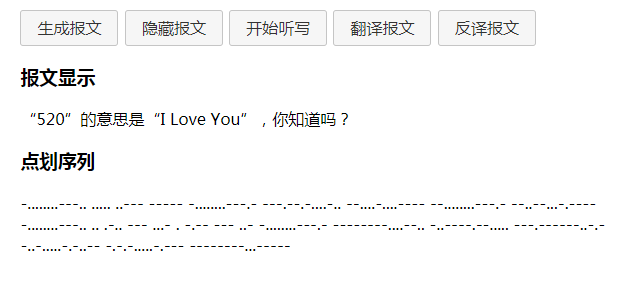 生成报文 隐藏报文 开始听写 翻译报文 反译报文
报文显示
“520”的意思是“I Love You”，你知道吗？
点划序列
-........---.. ..... ..--- ----- -........---.- ---.--.-....-.. --....-....---- --........---.- --..--...-.----
-........---.. .. .-.. --- ...- . -.-- --- ..- -........---.- --------....--.. -..----.--..... ---.------..-.-
-..-.....-.-..-- -.-.-.....-.--- --------...-----